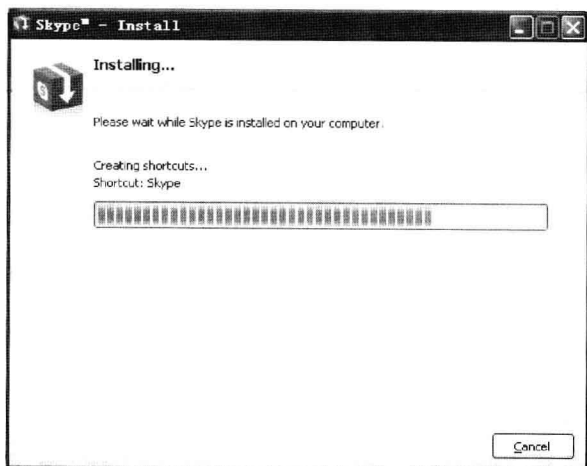 Skype™ - Install
Installing...
Please wait while Skype is installed on your computer.
Creating shortcuts...
Shortcut: Skype
Cancel